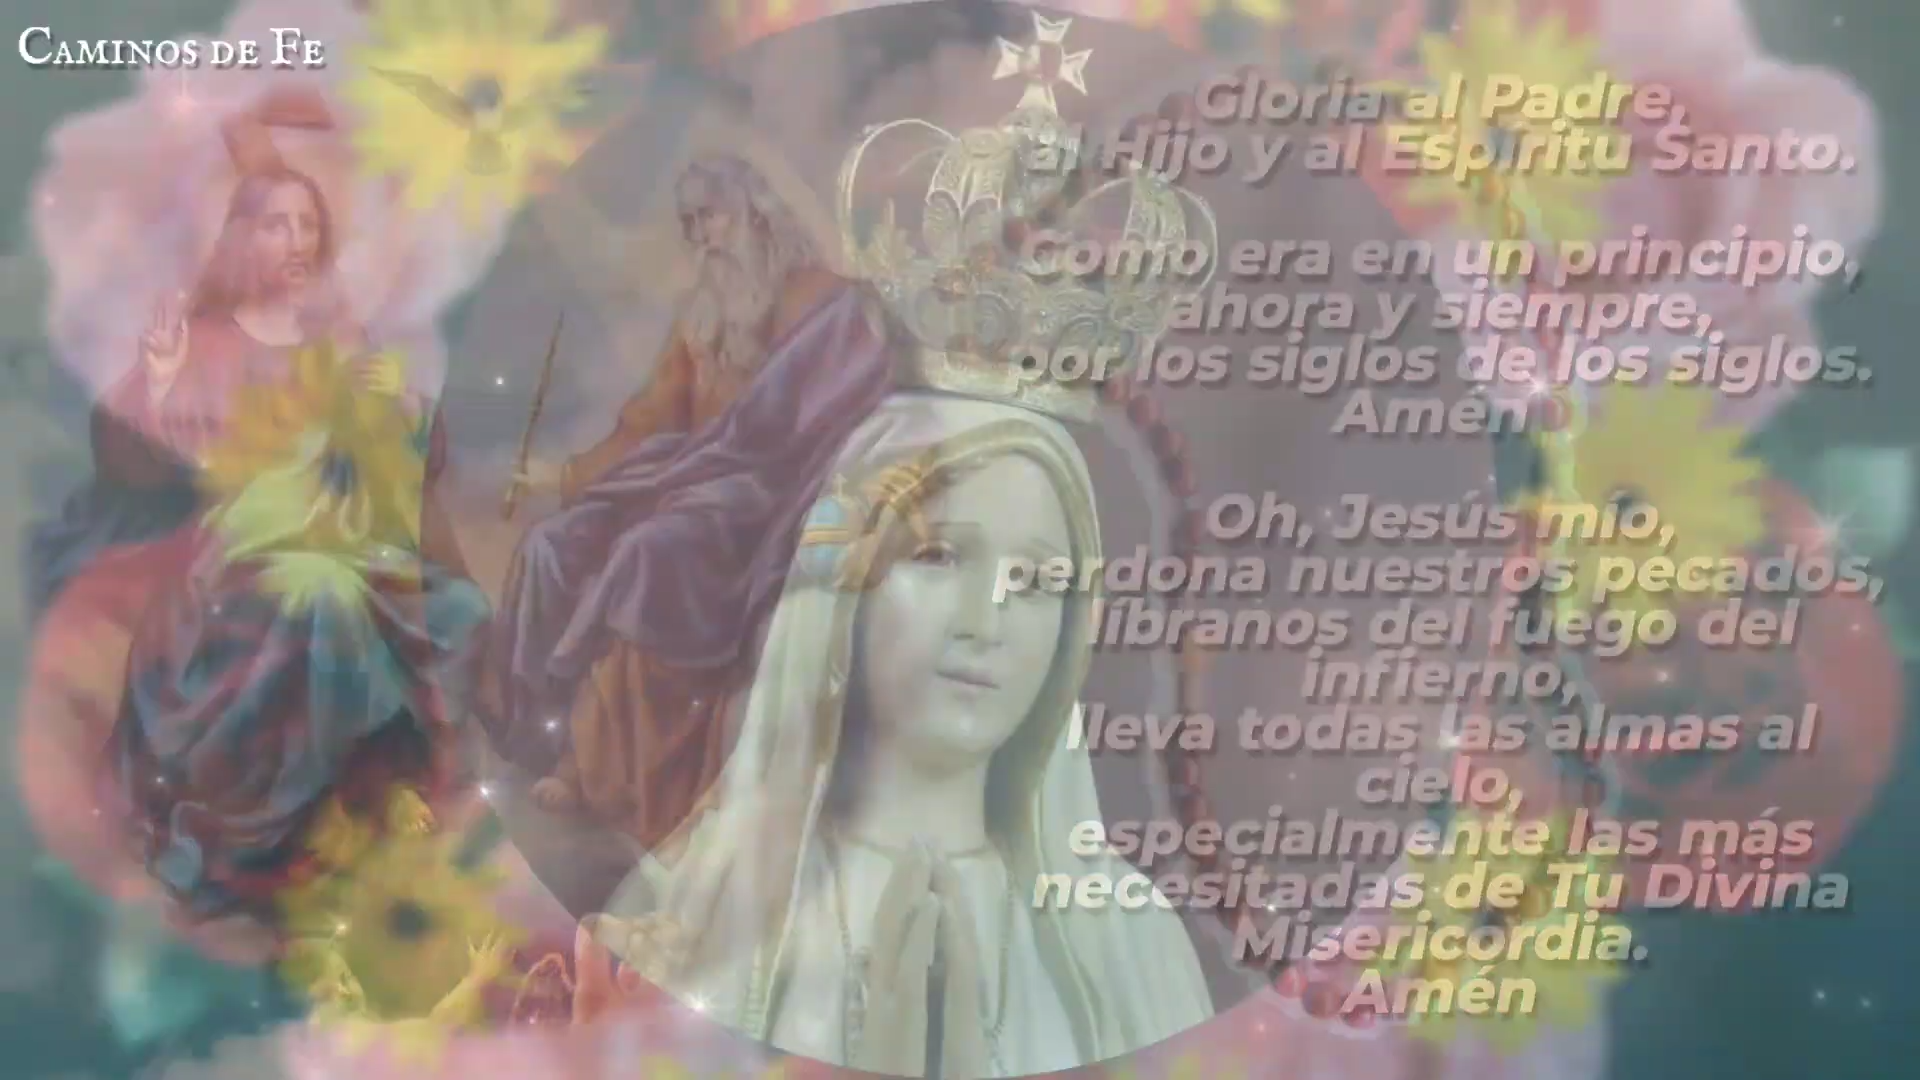 Caminos de Fe
Gloria al Padre,
al Hijo y al Espíritu Santo.
Como era en un principio,
ahora y siempre,
por los siglos de los siglos.
Amén
Oh, Jesús mío,
perdona nuestros pecados,
líbranos del fuego del
infierno,
lleva todas las almas al
cielo,
especialmente las más
necesitadas de Tu Divina
Misericordia.
Amén